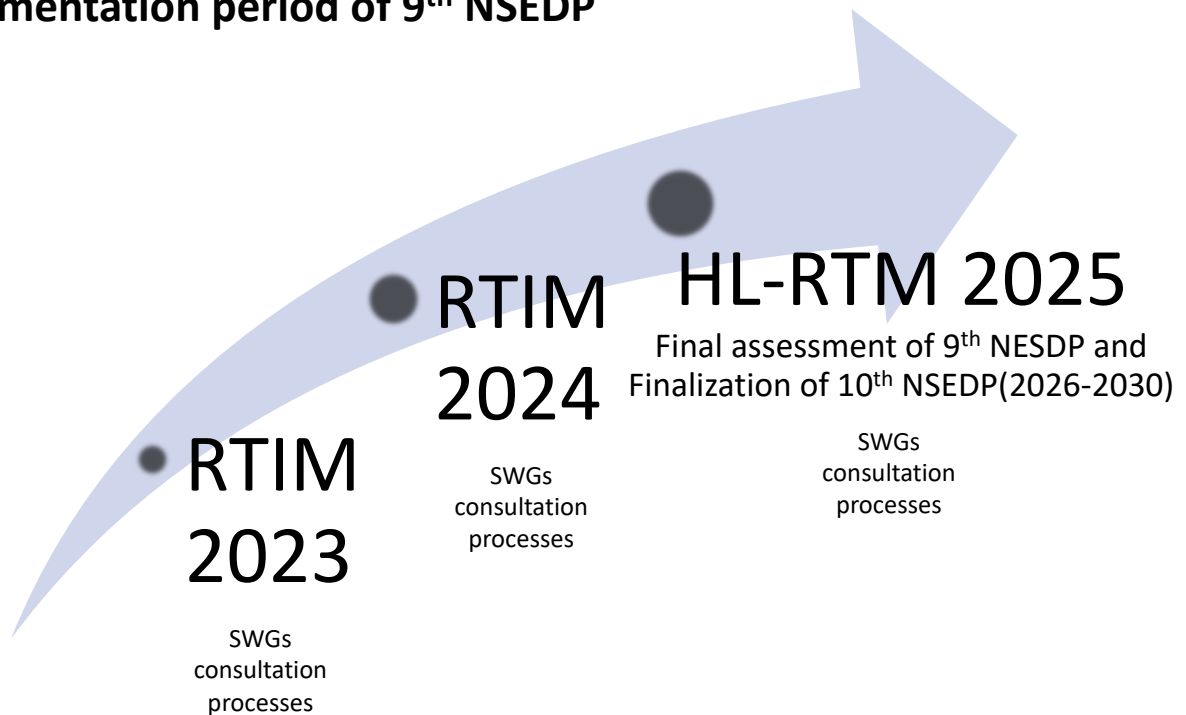 mentation period of 9th NSEDP
HL-RTM 2025
Final assessment of 9th NESDP and
Finalization of 10th NSEDP(2026-2030)
SWGs
consultation
processes
RTIM
2024
SWGs
consultation
processes
RTIM
2023
SWGs
consultation
processes